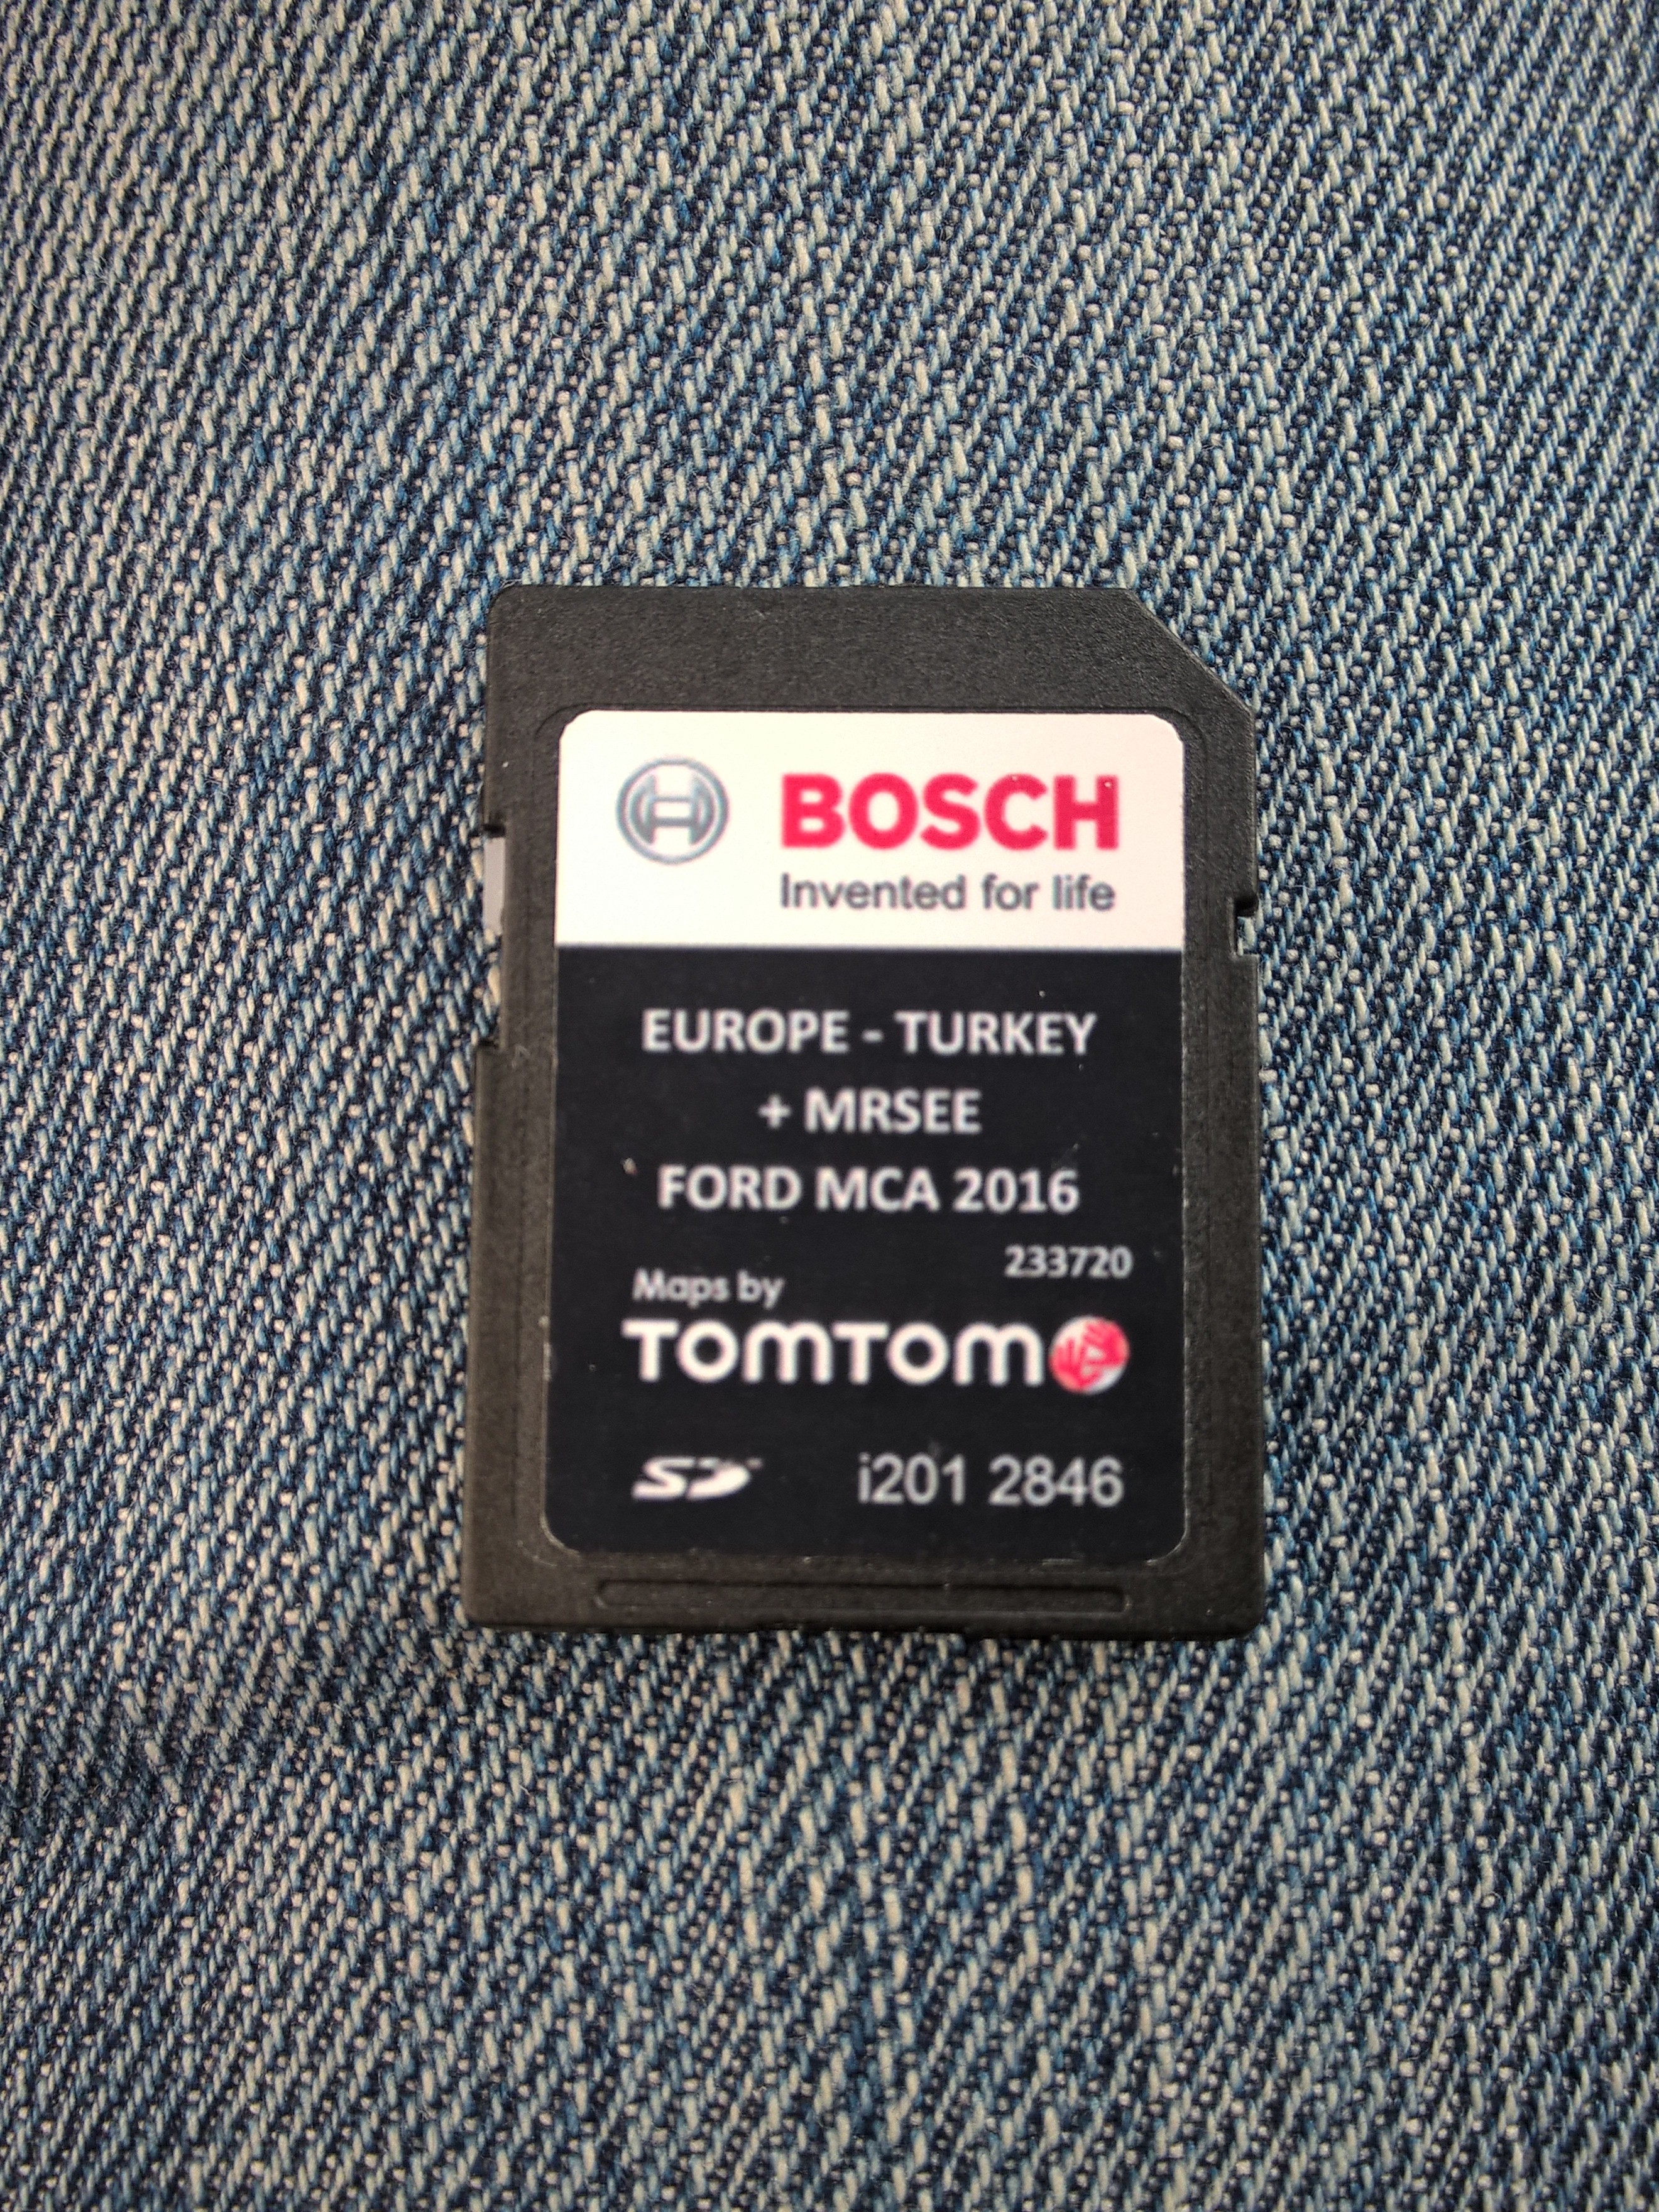 BOSCH
Invented for life
EUROPE - TURKEY
+ MRSEE
FORD MCA 2016
233720
Maps by
TOMTOM
SD
i201 2846